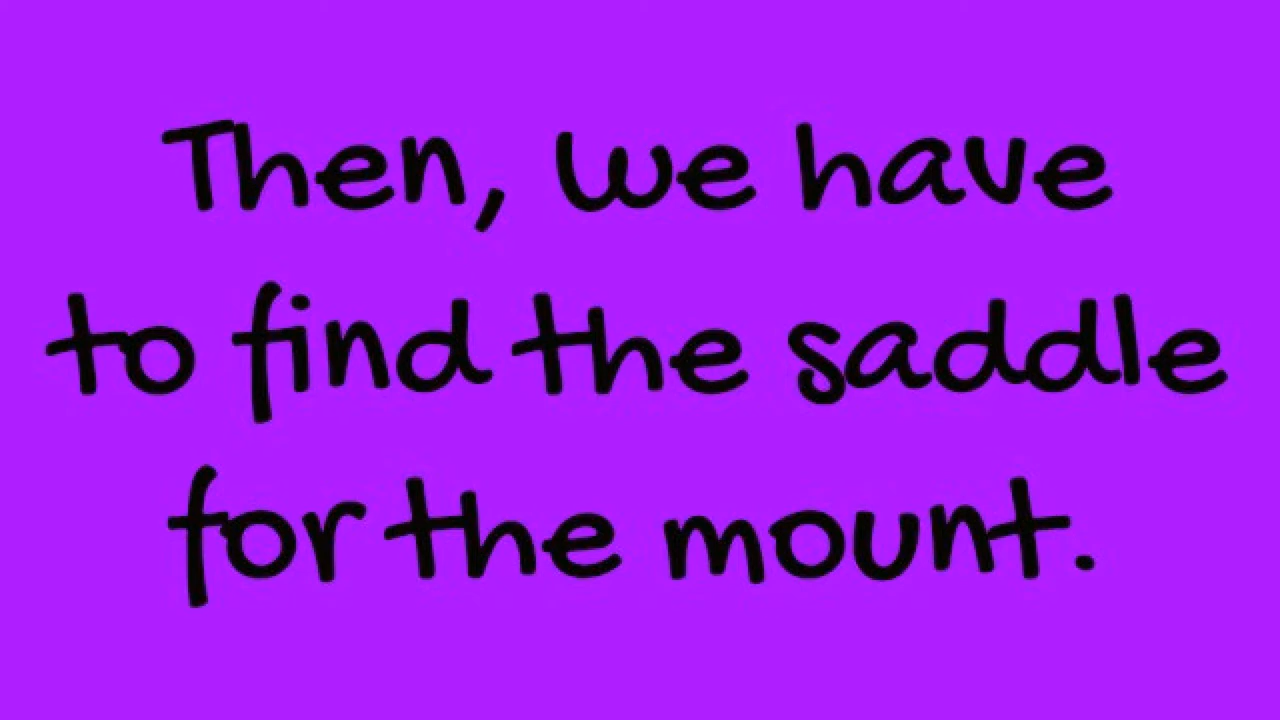 Then, we have
to find the saddle
for the mount.